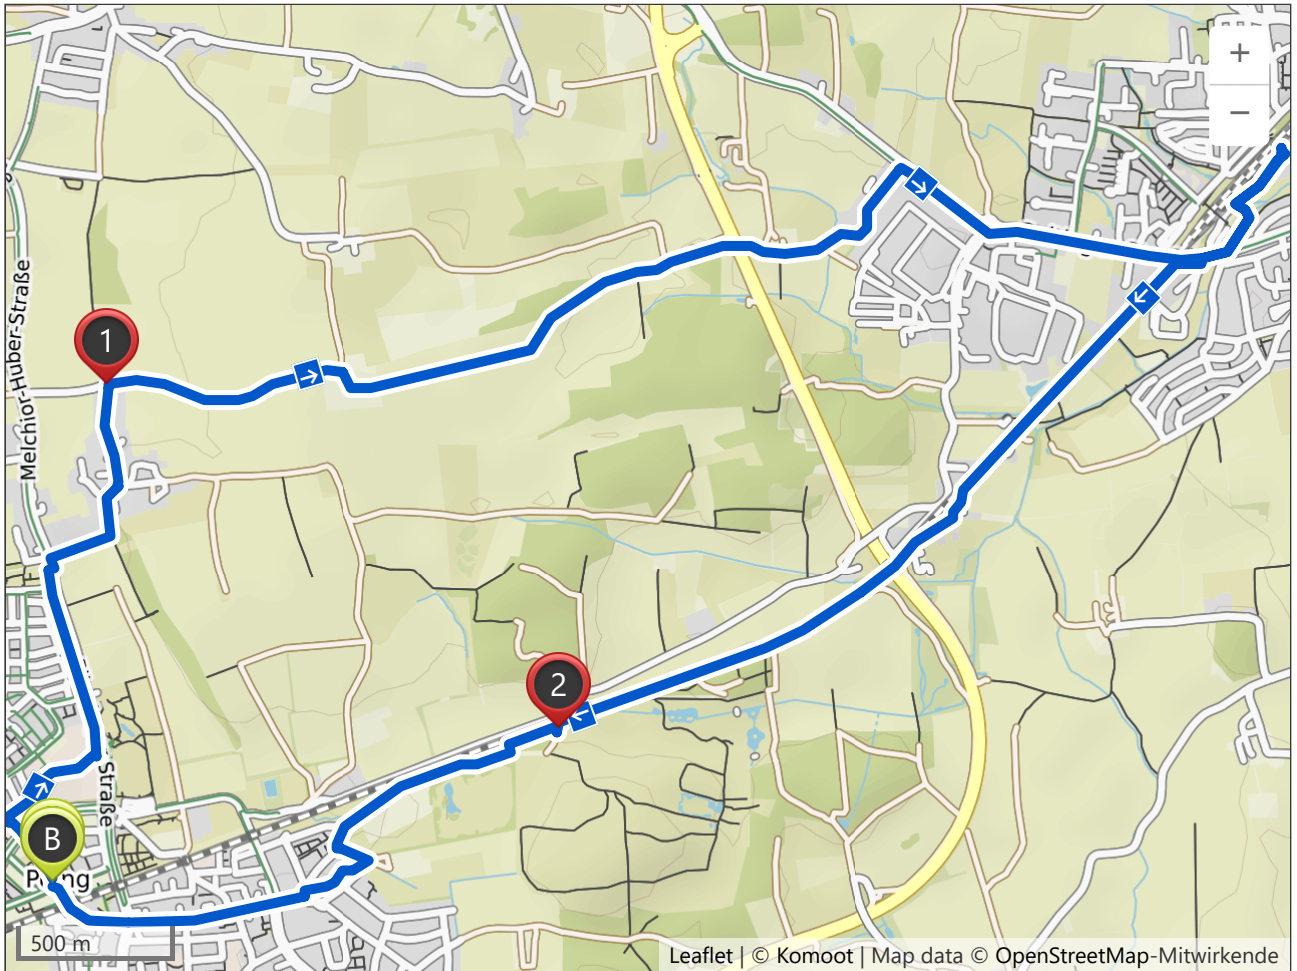 +
−
Melchior-Huber-Straße
1
2
Straße
B
500 m
Leaflet | © Komoot | Map data © OpenStreetMap-Mitwirkende